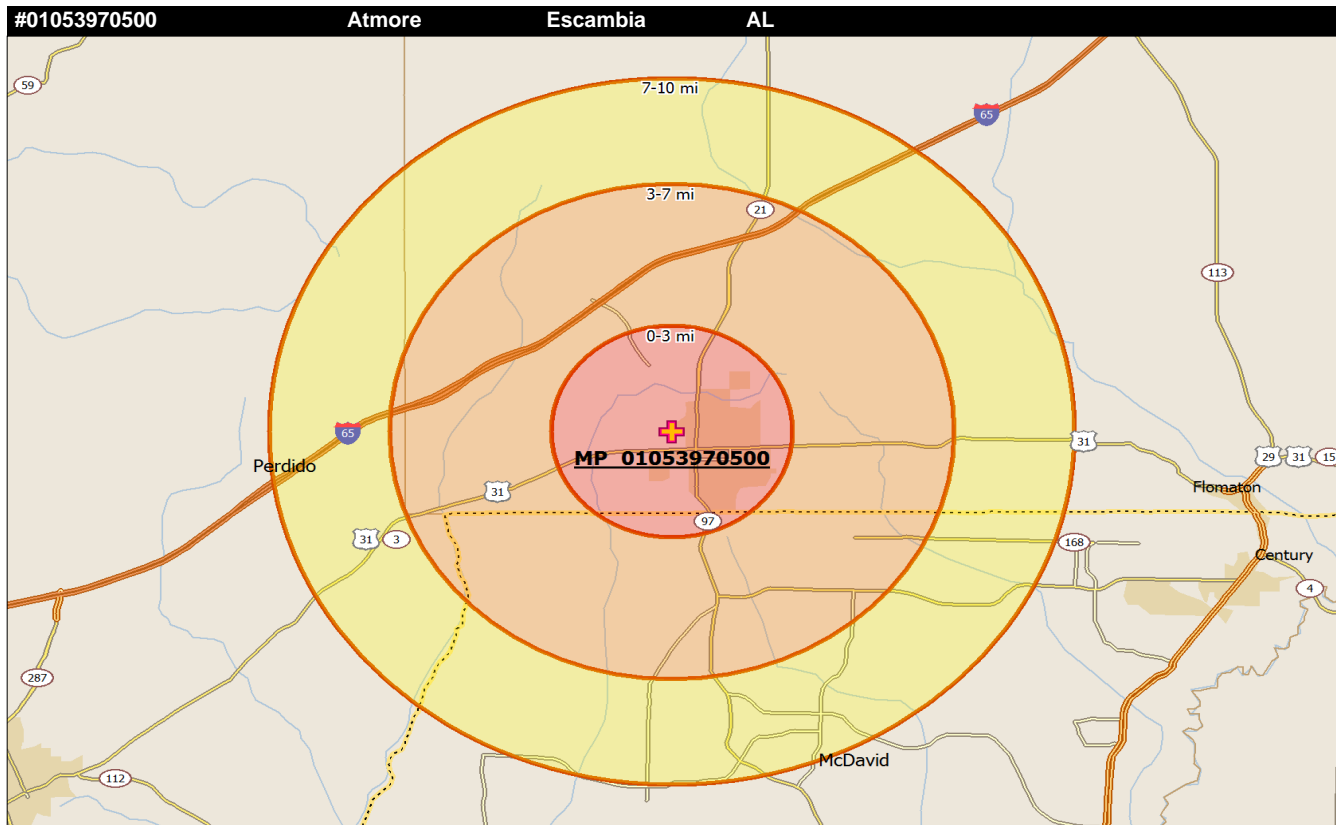 #01053970500 Atmore Escambia AL
7-10 mi
59
65
3-7 mi
21
113
0-3 mi
65
31
MP 01053970500
29 31 15
Perdido
31
Flomaton
97
31 3
168
Century
4
287
McDavid
112